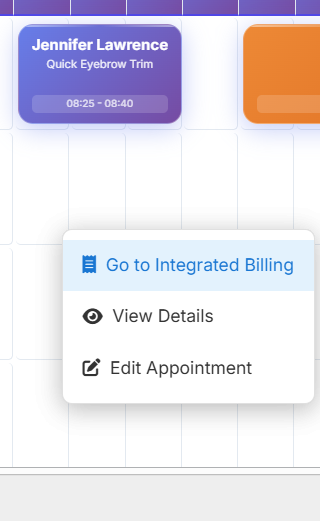 Jennifer Lawrence
Quick Eyebrow Trim
08:25 - 08:40
Go to Integrated Billing
View Details
Edit Appointment